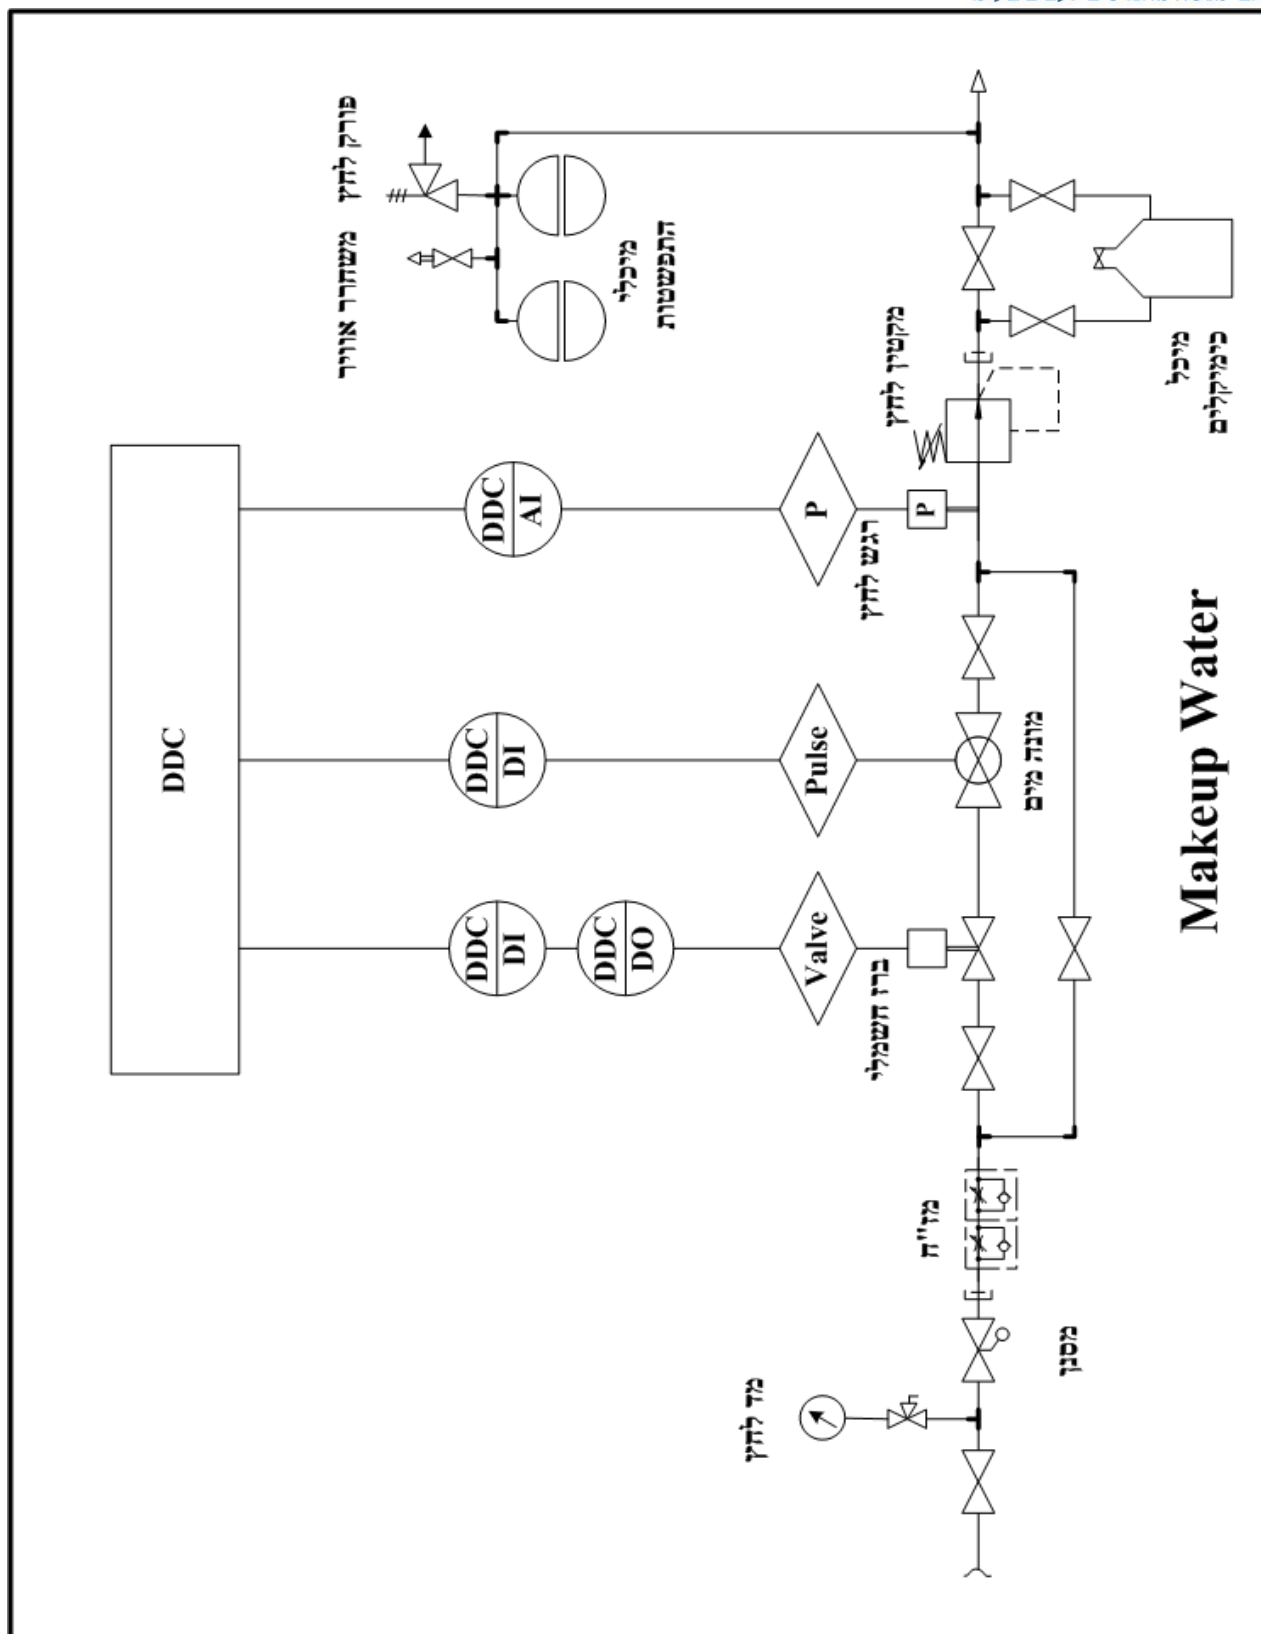 DDC
משחרר אוויר
פורק לחץ
DDC
DI
DDC
DI
DDC
AI
DDC
DO
מיכלי
התפשטות
מד לחץ
Valve
Pulse
P
ברז חשמלי
רגש לחץ
מקטין לחץ
P
מז"ח
מונה מים
מסנן
מיכל
כימיקלים
Makeup Water